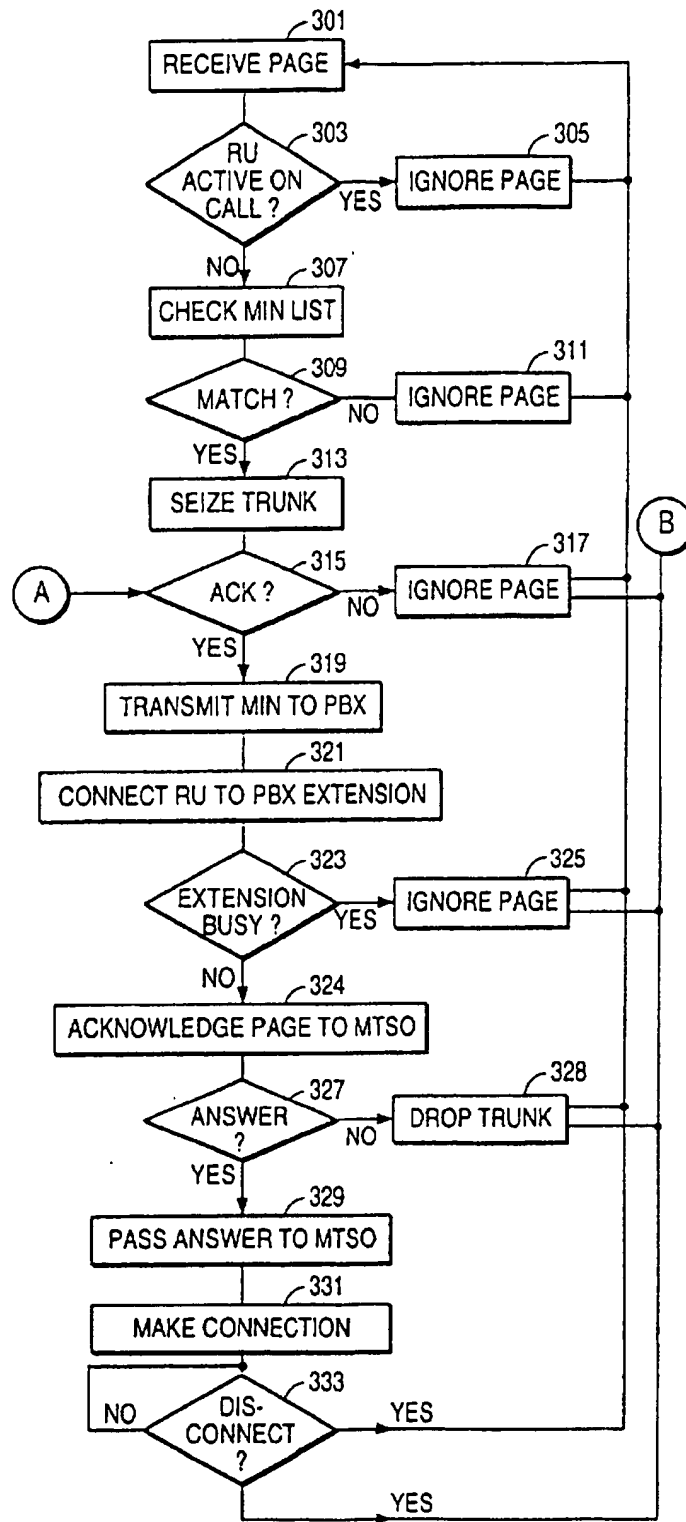 301
RECEIVE PAGE
303
RU
ACTIVE ON
CALL ?
YES
305
IGNORE PAGE
NO
307
CHECK MIN LIST
309
MATCH ?
NO
311
IGNORE PAGE
YES
313
SEIZE TRUNK
B
A
315
ACK ?
NO
317
IGNORE PAGE
YES
319
TRANSMIT MIN TO PBX
321
CONNECT RU TO PBX EXTENSION
323
EXTENSION
BUSY ?
YES
325
IGNORE PAGE
NO
324
ACKNOWLEDGE PAGE TO MTSO
327
ANSWER
?
NO
328
DROP TRUNK
YES
329
PASS ANSWER TO MTSO
331
MAKE CONNECTION
333
NO
DIS-
CONNECT
?
YES
YES